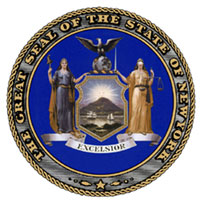 THE GREAT SEAL OF THE STATE OF NEW YORK
EXCELSIOR